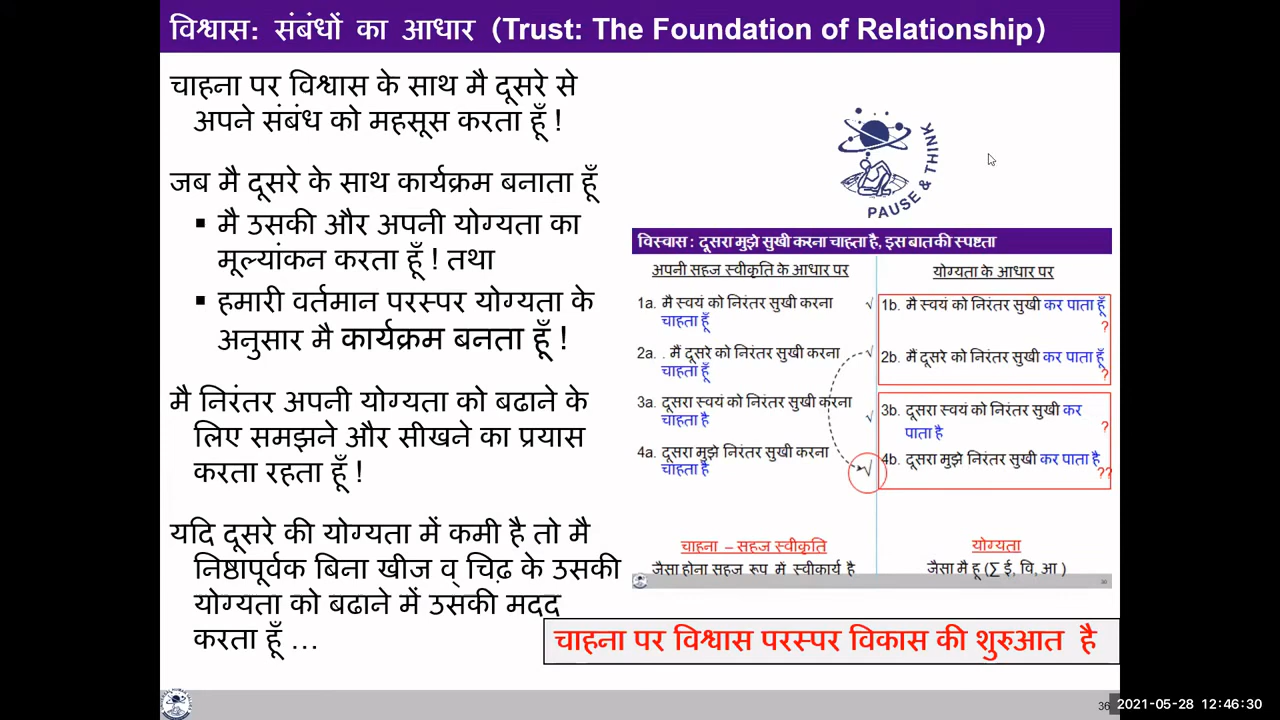 विश्वास: संबंधों का आधार (Trust: The Foundation of Relationship)
चाहना पर विश्वास के साथ मै दूसरे से
अपने संबंध को महसूस करता हूँ !
जब मै दूसरे के साथ कार्यक्रम बनाता हूँ
▪ मै उसकी और अपनी योग्यता का
मूल्यांकन करता हूँ ! तथा
▪ हमारी वर्तमान परस्पर योग्यता के
अनुसार मै कार्यक्रम बनता हूँ !
मै निरंतर अपनी योग्यता को बढाने के
लिए समझने और सीखने का प्रयास
करता रहता हूँ !
यदि दूसरे की योग्यता में कमी है तो मै
निष्ठापूर्वक बिना खीज व् चिढ़ के उसकी
योग्यता को बढाने में उसकी मदद
करता हूँ ...
PAUSE & THINK
विस्वास : दूसरा मुझे सुखी करना चाहता है, इस बात की स्पष्टता
अपनी सहज स्वीकृति के आधार पर
1a. मै स्वयं को निरंतर सुखी करना √
चाहता हूँ
2a. . मैं दूसरे को निरंतर सुखी करना √
चाहता हूँ
3a. दूसरा स्वयं को निरंतर सुखी करना √
चाहता है
4a. दूसरा मुझे निरंतर सुखी करना √
चाहता है
चाहना – सहज स्वीकृति
जैसा होना सहज रूप में स्वीकार्य है
योग्यता के आधार पर
1b. मै स्वयं को निरंतर सुखी कर पाता हूँ
?
2b. मैं दूसरे को निरंतर सुखी कर पाता हूँ
?
3b. दूसरा स्वयं को निरंतर सुखी कर
पाता है ?
4b. दूसरा मुझे निरंतर सुखी कर पाता है
??
योग्यता
जैसा मै हू (∑ ई, वि, आ )
चाहना पर विश्वास परस्पर विकास की शुरुआत है
36
2021-05-28 12:46:30